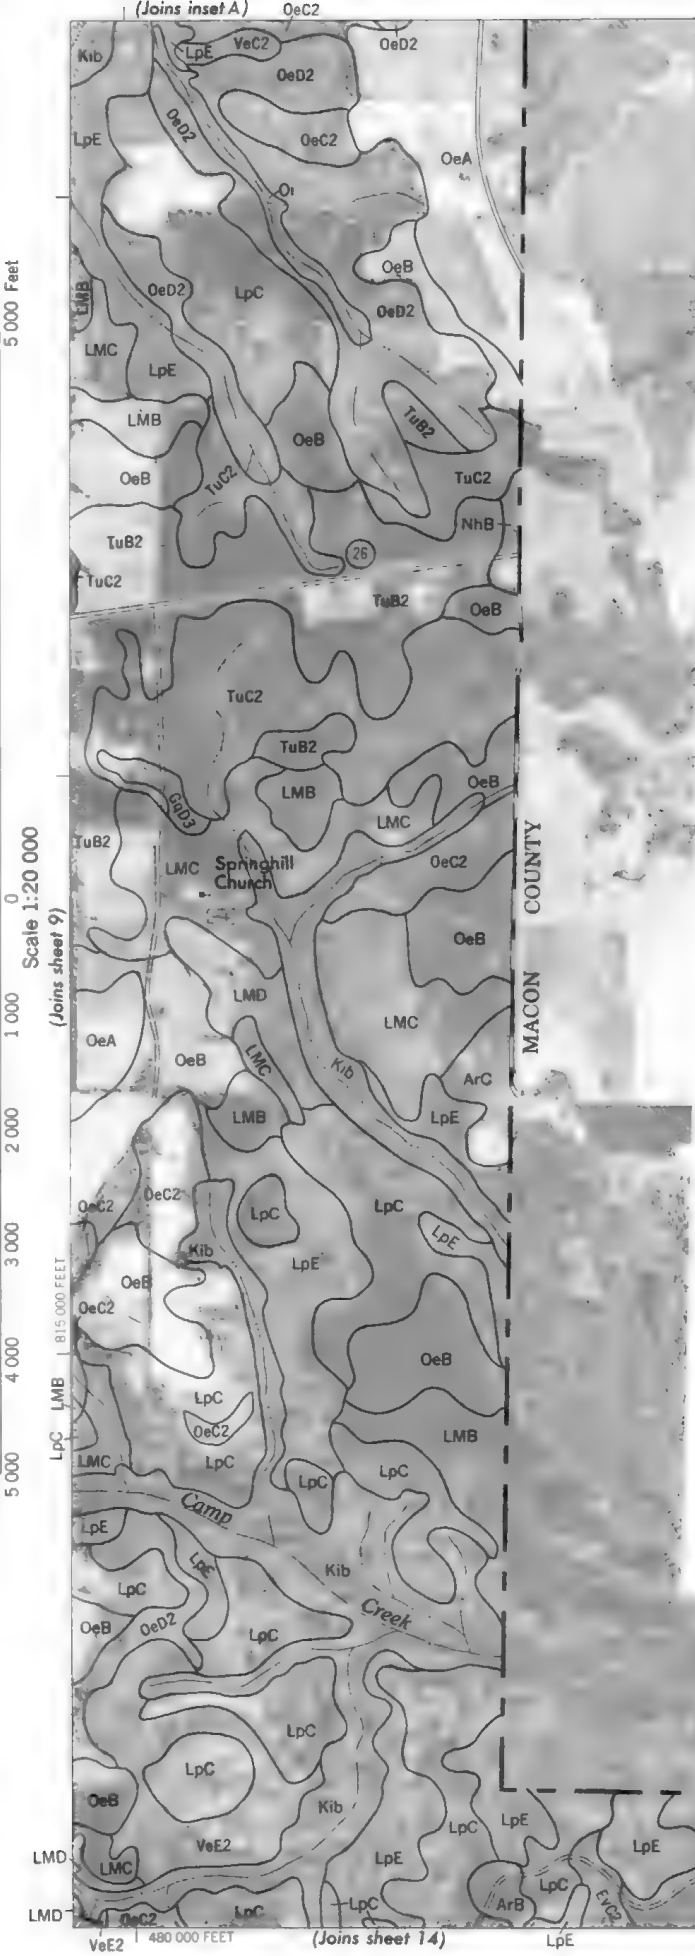 (Joins inset A)
OeC2
Kib
LpE
VeC2
OeD2
OeD2
OeD2
OeC2
LpE
OeA
OeB
LMB
OeD2
LpC
OeD2
5 000 Feet
LMC
LpE
LMB
TuB2
OeB
OeB
TuC2
TuC2
NhB
TuB2
26
TuC2
TuB2
OeB
TuC2
TuB2
OeB
LMB
GgD3
LMC
TuB2
LMC
Springhill
Church
OeC2
COUNTY
0
Scale 1:20 000
(Joins sheet 9)
OeB
LMD
MACON
LMC
1 000
OeA
OeB
LMC
Kib
ArC
LMB
LpE
2 000
OeC2
OeC2
LpC
LpC
LpE
3 000
Kib
LpE
OeB
OeC2
815 000 FEET
4 000
OeB
LpC
LMB
OeC2
LMB
LpC
LMC
LpC
LpC
LpC
5 000
Camp
LpE
LpE
Kib
LpC
Creek
OeB
OeD2
LpC
LpC
LpC
OeB
Kib
LpC
LpE
VeE2
LpE
LpE
LMD
LMC
LpC
ArB
EvC2
LpC
LMD
OeC2
LpC
VeE2
480 000 FEET
(Joins sheet 14)
LpE